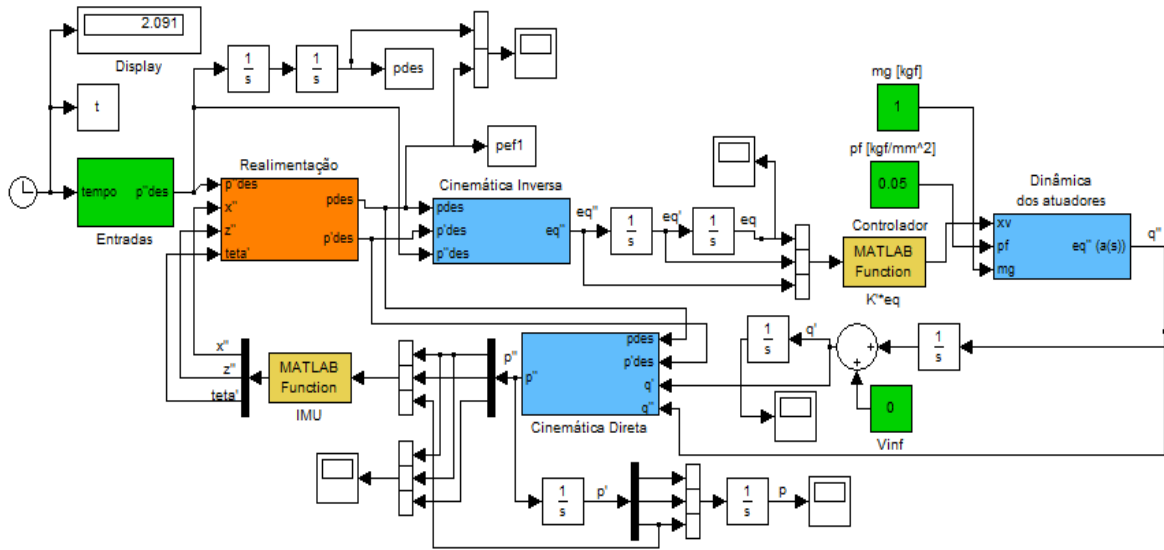 2.091
Display
t
1
s
1
s
pdes
tempo
p''des
Entradas
Realimentação
p''des
x''
z''
teta'
pdes
p'des
pef1
Cinemática Inversa
pdes
p'des
p''des
eq''
eq''
1
s
eq'
1
s
eq
mg [kgf]
1
pf [kgf/mm^2]
0.05
Controlador
MATLAB
Function
K'*eq
Dinâmica
dos atuadores
xv
pf
mg
eq'' (a(s))
q''
x''
z''
teta'
MATLAB
Function
IMU
p''
pdes
p'des
p''
q'
q''
Cinemática Direta
1
s
q'
+
+
1
s
0
Vinf
1
s
p'
1
s
p